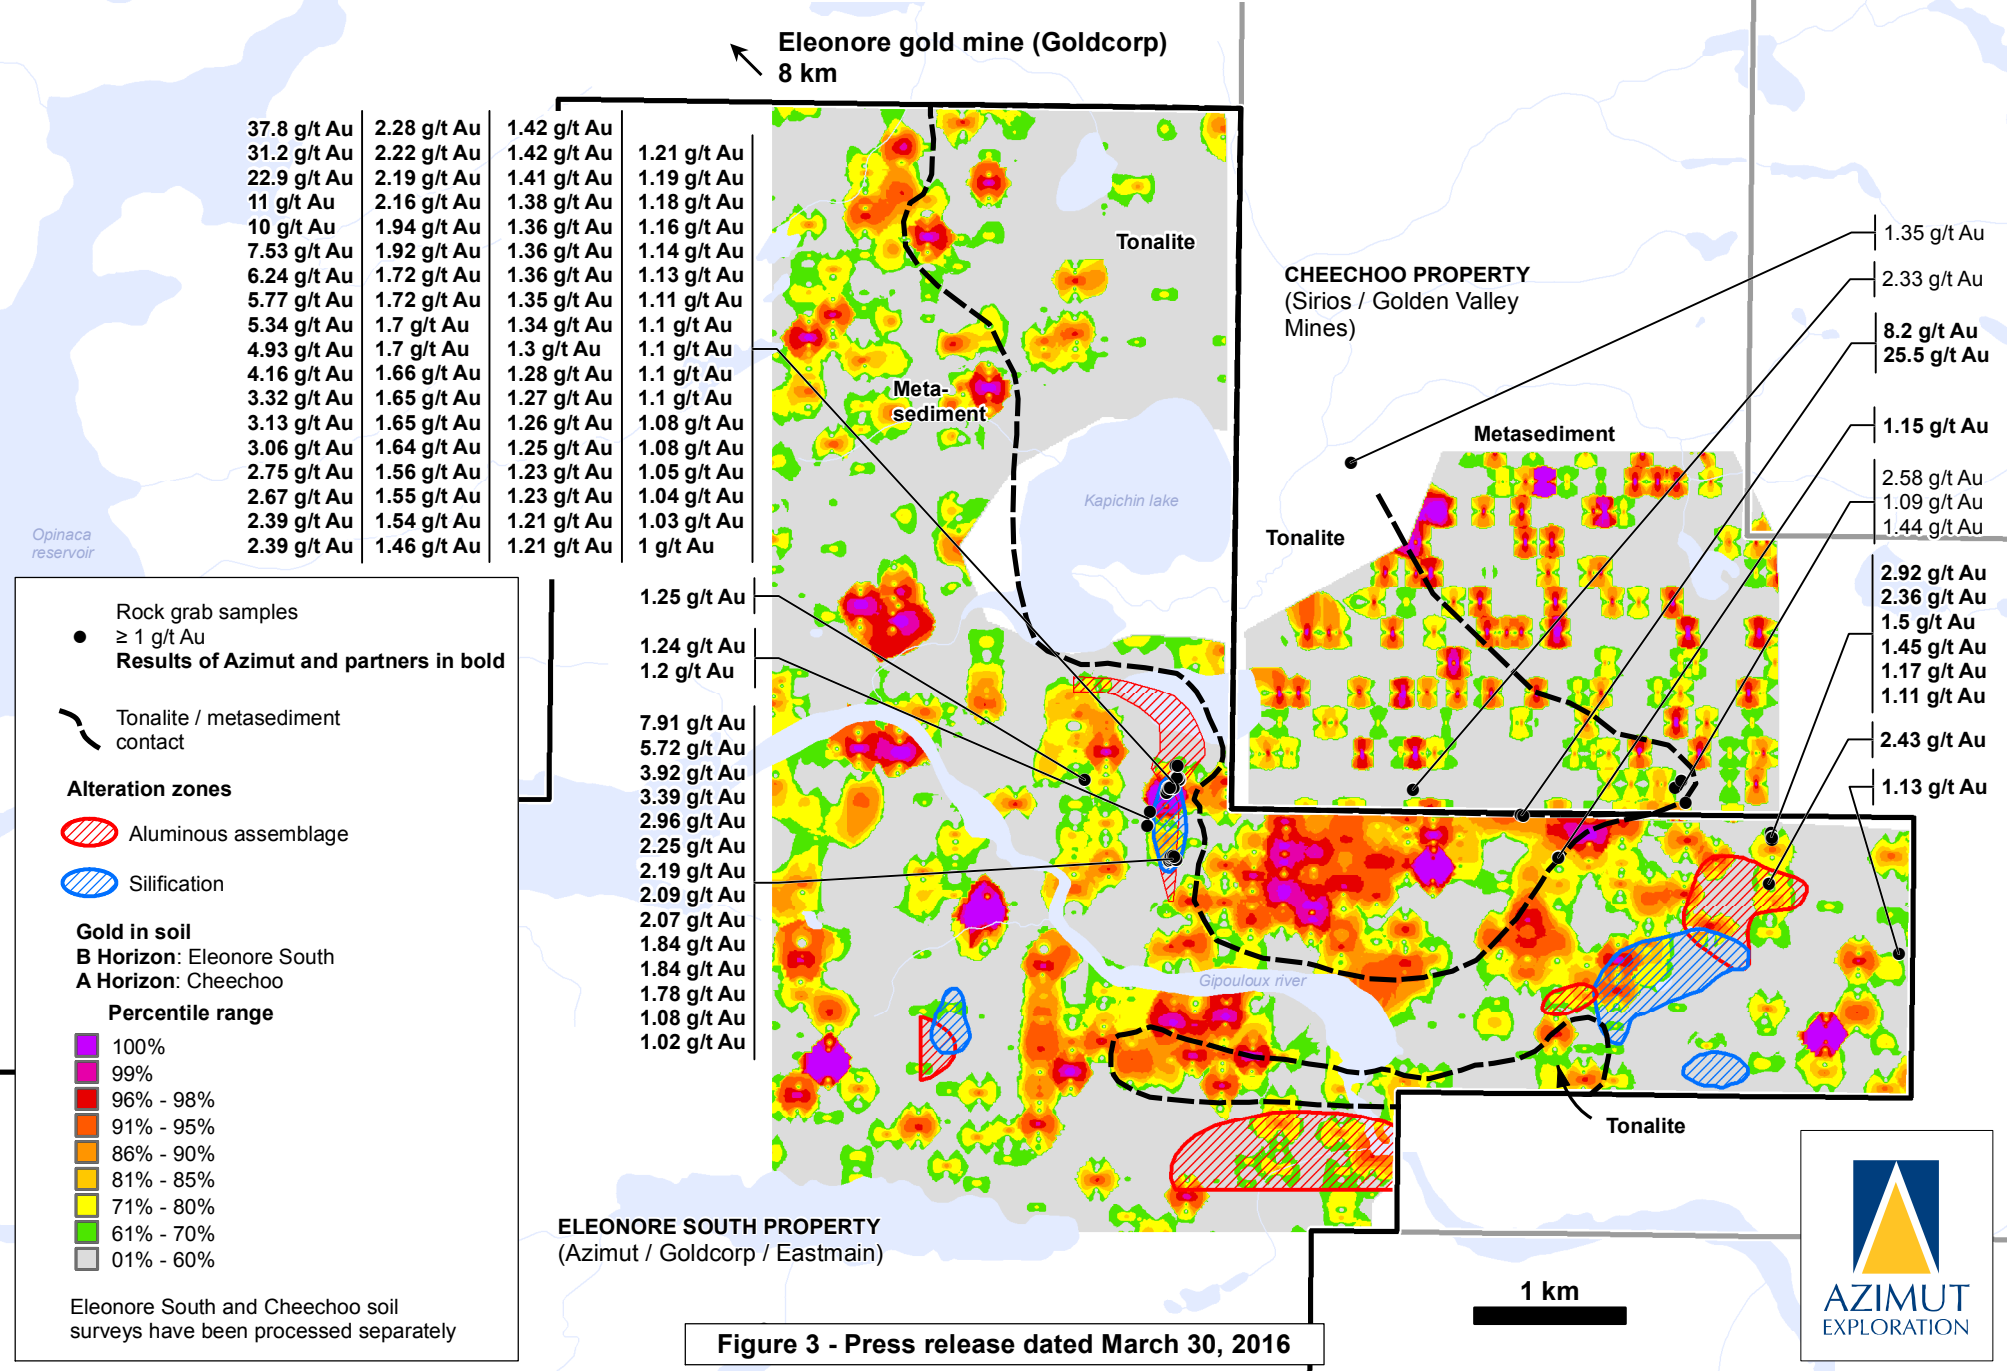 Eleonore gold mine (Goldcorp)
8 km
37.8 g/t Au
31.2 g/t Au
22.9 g/t Au
11 g/t Au
10 g/t Au
7.53 g/t Au
6.24 g/t Au
5.77 g/t Au
5.34 g/t Au
4.93 g/t Au
4.16 g/t Au
3.32 g/t Au
3.13 g/t Au
3.06 g/t Au
2.75 g/t Au
2.67 g/t Au
2.39 g/t Au
2.39 g/t Au
2.28 g/t Au
2.22 g/t Au
2.19 g/t Au
2.16 g/t Au
1.94 g/t Au
1.92 g/t Au
1.72 g/t Au
1.72 g/t Au
1.7 g/t Au
1.7 g/t Au
1.66 g/t Au
1.65 g/t Au
1.65 g/t Au
1.64 g/t Au
1.56 g/t Au
1.55 g/t Au
1.54 g/t Au
1.46 g/t Au
1.42 g/t Au
1.42 g/t Au
1.41 g/t Au
1.38 g/t Au
1.36 g/t Au
1.36 g/t Au
1.36 g/t Au
1.35 g/t Au
1.34 g/t Au
1.3 g/t Au
1.28 g/t Au
1.27 g/t Au
1.26 g/t Au
1.25 g/t Au
1.23 g/t Au
1.23 g/t Au
1.21 g/t Au
1.21 g/t Au
1.21 g/t Au
1.19 g/t Au
1.18 g/t Au
1.16 g/t Au
1.14 g/t Au
1.13 g/t Au
1.11 g/t Au
1.1 g/t Au
1.1 g/t Au
1.1 g/t Au
1.1 g/t Au
1.08 g/t Au
1.08 g/t Au
1.05 g/t Au
1.04 g/t Au
1.03 g/t Au
1 g/t Au
1.25 g/t Au
1.24 g/t Au
1.2 g/t Au
7.91 g/t Au
5.72 g/t Au
3.92 g/t Au
3.39 g/t Au
2.96 g/t Au
2.25 g/t Au
2.19 g/t Au
2.09 g/t Au
2.07 g/t Au
1.84 g/t Au
1.84 g/t Au
1.78 g/t Au
1.08 g/t Au
1.02 g/t Au
Tonalite
Meta-
sediment
Kapichin lake
CHEECHOO PROPERTY
(Sirios / Golden Valley
Mines)
Metasediment
Tonalite
1.35 g/t Au
2.33 g/t Au
8.2 g/t Au
25.5 g/t Au
1.15 g/t Au
2.58 g/t Au
1.09 g/t Au
1.44 g/t Au
2.92 g/t Au
2.36 g/t Au
1.5 g/t Au
1.45 g/t Au
1.17 g/t Au
1.11 g/t Au
2.43 g/t Au
1.13 g/t Au
Opinaca
reservoir
Gipouloux river
Tonalite
Rock grab samples
≥ 1 g/t Au
Results of Azimut and partners in bold
Tonalite / metasediment
contact
Alteration zones
Aluminous assemblage
Silification
Gold in soil
B Horizon: Eleonore South
A Horizon: Cheechoo
Percentile range
100%
99%
96% - 98%
91% - 95%
86% - 90%
81% - 85%
71% - 80%
61% - 70%
01% - 60%
Eleonore South and Cheechoo soil
surveys have been processed separately
ELEONORE SOUTH PROPERTY
(Azimut / Goldcorp / Eastmain)
1 km
Figure 3 - Press release dated March 30, 2016
AZIMUT
EXPLORATION